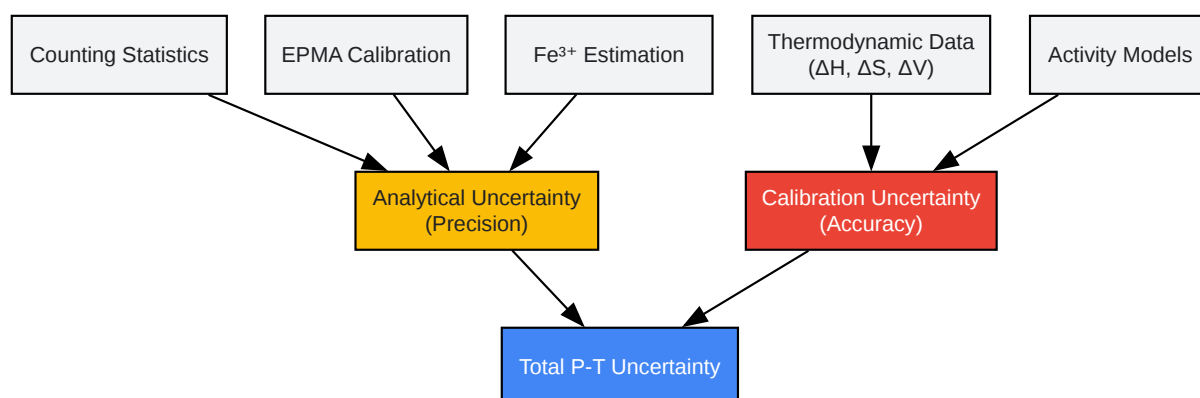 Counting Statistics
EPMA Calibration
Fe³⁺ Estimation
Thermodynamic Data
(ΔH, ΔS, ΔV)
Activity Models
Analytical Uncertainty
(Precision)
Calibration Uncertainty
(Accuracy)
Total P-T Uncertainty